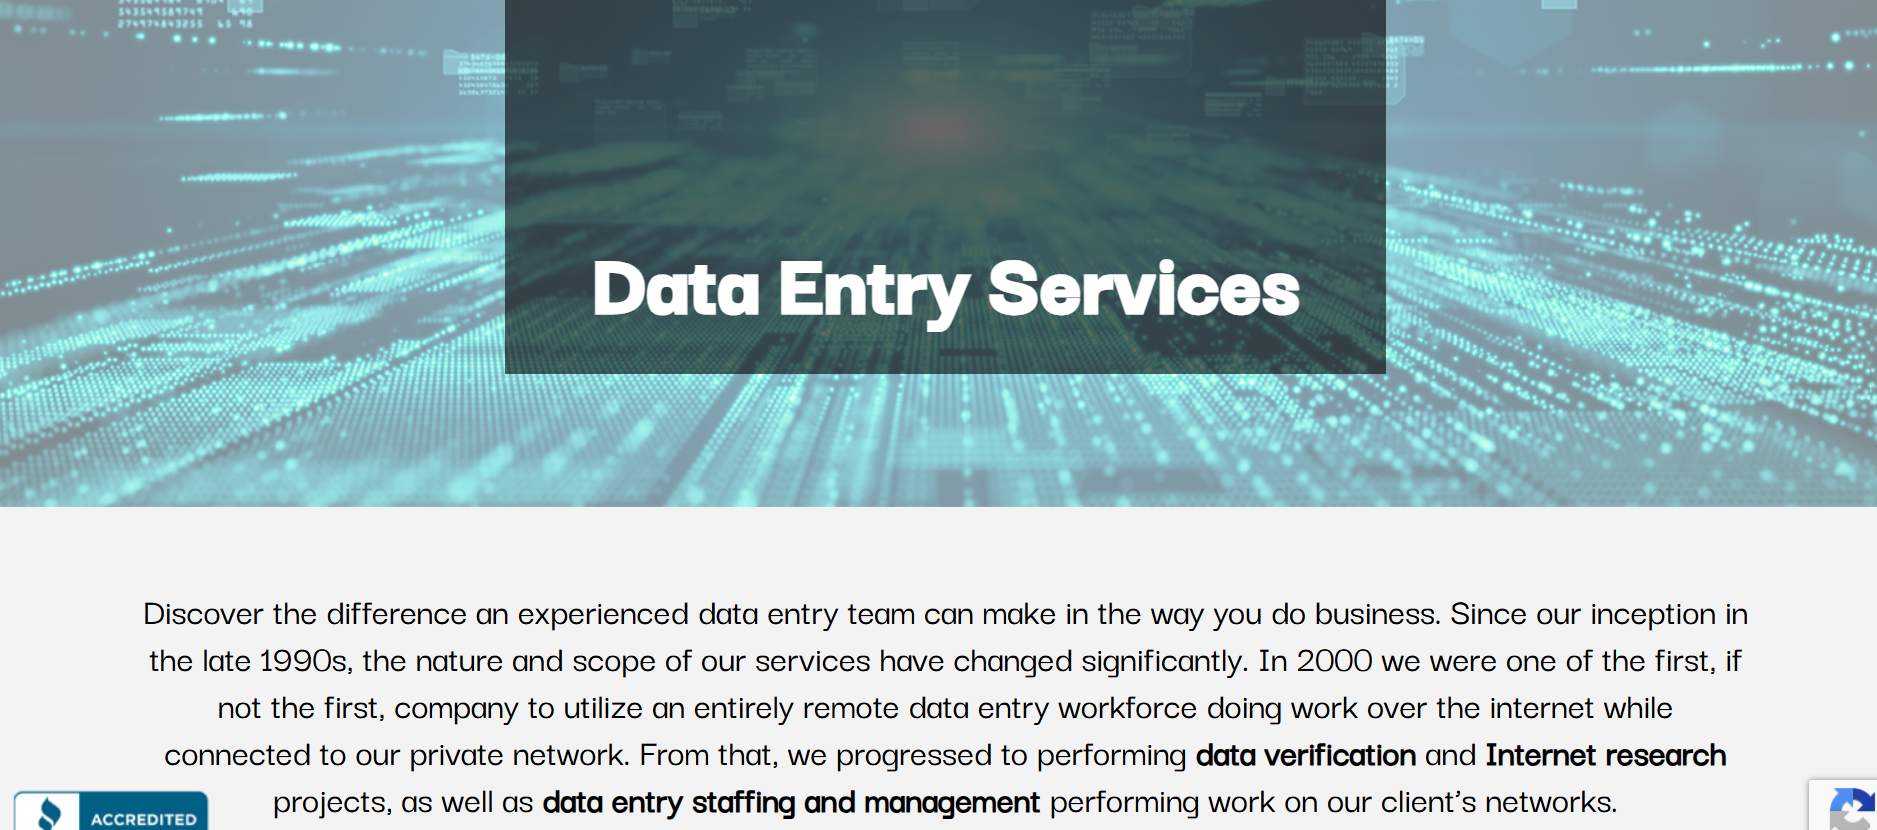 Data Entry Services
Discover the difference an experienced data entry team can make in the way you do business. Since our inception in
the late 1990s, the nature and scope of our services have changed significantly. In 2000 we were one of the first, if
not the first, company to utilize an entirely remote data entry workforce doing work over the internet while
connected to our private network. From that, we progressed to performing data verification and Internet research
projects, as well as data entry staffing and management performing work on our client's networks.
ACCREDITED